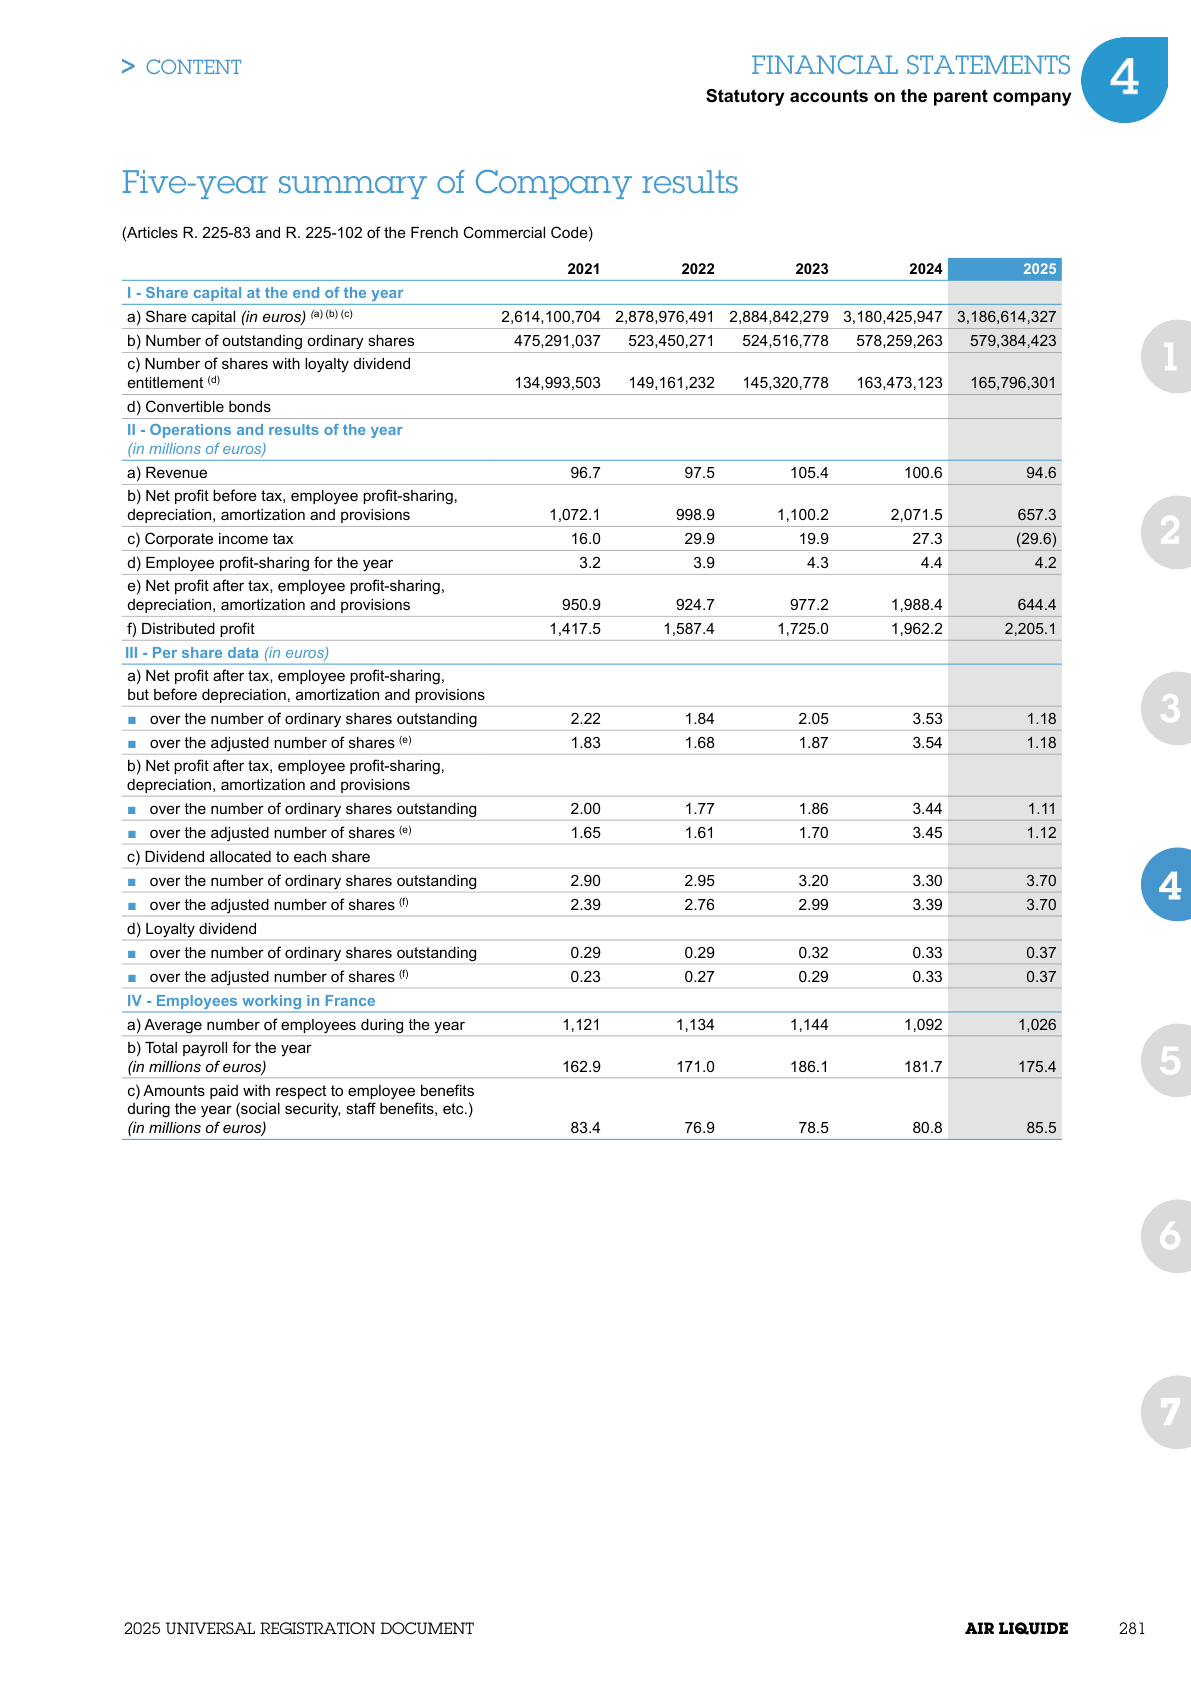 > CONTENT
FINANCIAL STATEMENTS
Statutory accounts on the parent company
4
Five-year summary of Company results
(Articles R. 225-83 and R. 225-102 of the French Commercial Code)
2021 2022 2023 2024 2025
I - Share capital at the end of the year
a) Share capital (in euros) (a) (b) (c) 2,614,100,704 2,878,976,491 2,884,842,279 3,180,425,947 3,186,614,327
b) Number of outstanding ordinary shares 475,291,037 523,450,271 524,516,778 578,259,263 579,384,423
c) Number of shares with loyalty dividend
entitlement (d) 134,993,503 149,161,232 145,320,778 163,473,123 165,796,301
d) Convertible bonds
II - Operations and results of the year
(in millions of euros)
a) Revenue 96.7 97.5 105.4 100.6 94.6
b) Net profit before tax, employee profit-sharing,
depreciation, amortization and provisions 1,072.1 998.9 1,100.2 2,071.5 657.3
c) Corporate income tax 16.0 29.9 19.9 27.3 (29.6)
d) Employee profit-sharing for the year 3.2 3.9 4.3 4.4 4.2
e) Net profit after tax, employee profit-sharing,
depreciation, amortization and provisions 950.9 924.7 977.2 1,988.4 644.4
f) Distributed profit 1,417.5 1,587.4 1,725.0 1,962.2 2,205.1
III - Per share data (in euros)
a) Net profit after tax, employee profit-sharing,
but before depreciation, amortization and provisions
■ over the number of ordinary shares outstanding 2.22 1.84 2.05 3.53 1.18
■ over the adjusted number of shares (e) 1.83 1.68 1.87 3.54 1.18
b) Net profit after tax, employee profit-sharing,
depreciation, amortization and provisions
■ over the number of ordinary shares outstanding 2.00 1.77 1.86 3.44 1.11
■ over the adjusted number of shares (e) 1.65 1.61 1.70 3.45 1.12
c) Dividend allocated to each share
■ over the number of ordinary shares outstanding 2.90 2.95 3.20 3.30 3.70
■ over the adjusted number of shares (f) 2.39 2.76 2.99 3.39 3.70
d) Loyalty dividend
■ over the number of ordinary shares outstanding 0.29 0.29 0.32 0.33 0.37
■ over the adjusted number of shares (f) 0.23 0.27 0.29 0.33 0.37
IV - Employees working in France
a) Average number of employees during the year 1,121 1,134 1,144 1,092 1,026
b) Total payroll for the year
(in millions of euros) 162.9 171.0 186.1 181.7 175.4
c) Amounts paid with respect to employee benefits
during the year (social security, staff benefits, etc.)
(in millions of euros) 83.4 76.9 78.5 80.8 85.5
1
2
3
4
5
6
7
2025 UNIVERSAL REGISTRATION DOCUMENT
AIR LIQUIDE 281